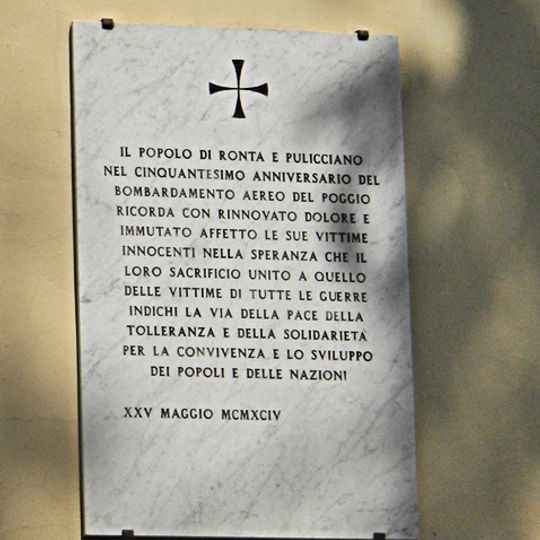 IL POPOLO DI RONTA E PULICCIANO
NEL CINQUANTESIMO ANNIVERSARIO DEL
BOMBARDAMENTO AEREO DEL POGGIO
RICORDA CON RINNOVATO DOLORE E
IMMUTATO AFFETTO LE SUE VITTIME
INNOCENTI NELLA SPERANZA CHE IL
LORO SACRIFICIO UNITO A QUELLO
DELLE VITTIME DI TUTTE LE GUERRE
INDICHI LA VIA DELLA PACE DELLA
TOLLERANZA E DELLA SOLIDARIETÀ
PER LA CONVIVENZA E LO SVILUPPO
DEI POPOLI E DELLE NAZIONI
XXV MAGGIO MCMXCIV